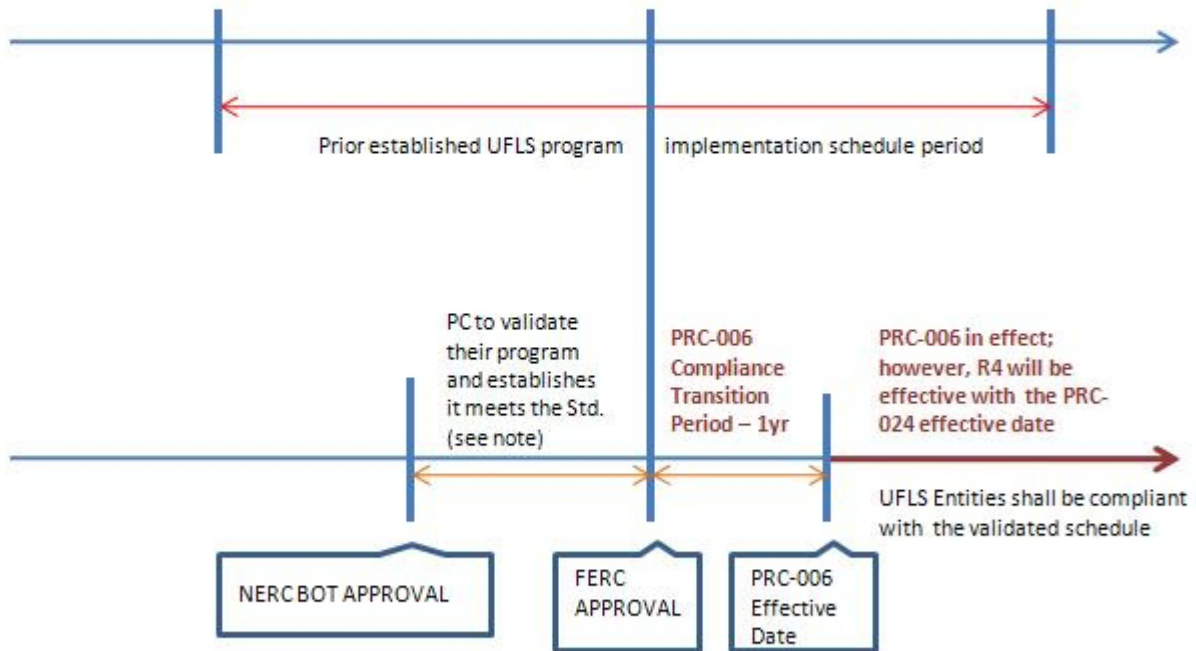 Prior established UFLS program
implementation schedule period
PC to validate
their program
and establishes
it meets the Std.
(see note)
PRC-006
Compliance
Transition
Period – 1yr
PRC-006 in effect;
however, R4 will be
effective with the PRC-
024 effective date
UFLS Entities shall be compliant
with the validated schedule
NERC BOT APPROVAL
FERC
APPROVAL
PRC-006
Effective
Date